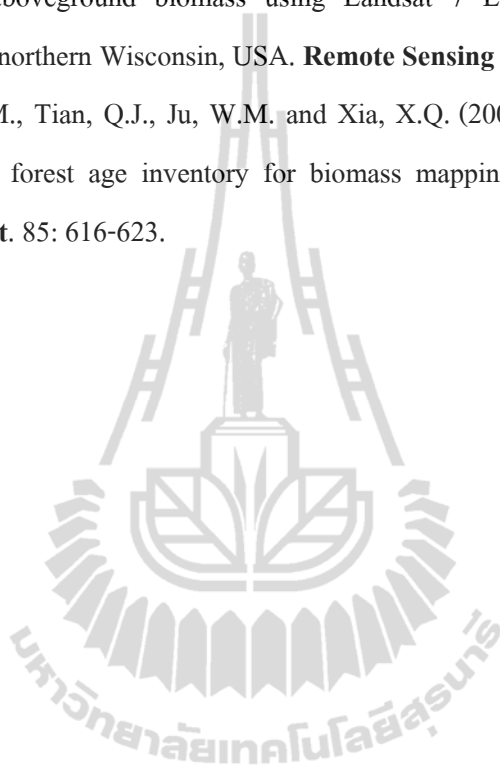 aboveground biomass using Landsat 7 E
northern Wisconsin, USA. Remote Sensing
M., Tian, Q.J., Ju, W.M. and Xia, X.Q. (200
forest age inventory for biomass mappin
t. 85: 616-623.
มหาวิทยาลัยเทคโนโลยีสุรนารี